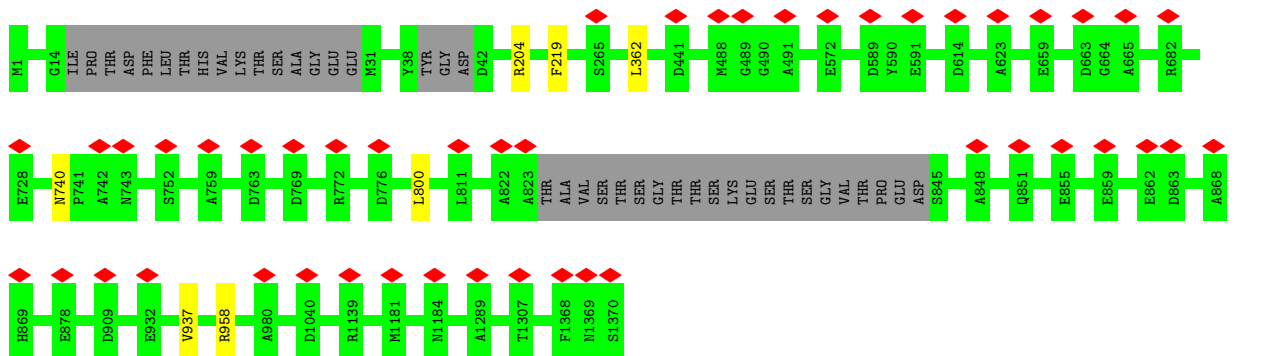 M1 G14 ILE PRO THR ASP PHE LEU THR HIS VAL LYS THR SER ALA GLY GLU GLU M31 Y38 TYR GLY ASP D42 R204 F219 S265 L362 D441 M488 G489 G490 A491 E572 D589 Y590 E591 D614 A623 E659 D663 G664 A665 R682
E728 N740 P741 A742 N743 S752 A759 D763 D769 R772 D776 L800 L811 A822 A823 THR ALA VAL SER THR SER GLY THR THR SER LYS GLU SER THR SER GLY VAL THR PRO GLU ASP S845 A848 Q851 E855 E859 E862 D863 A868
H869 E878 D909 E932 V937 R958 A980 D1040 R1139 M1181 N1184 A1289 T1307 F1368 N1369 S1370